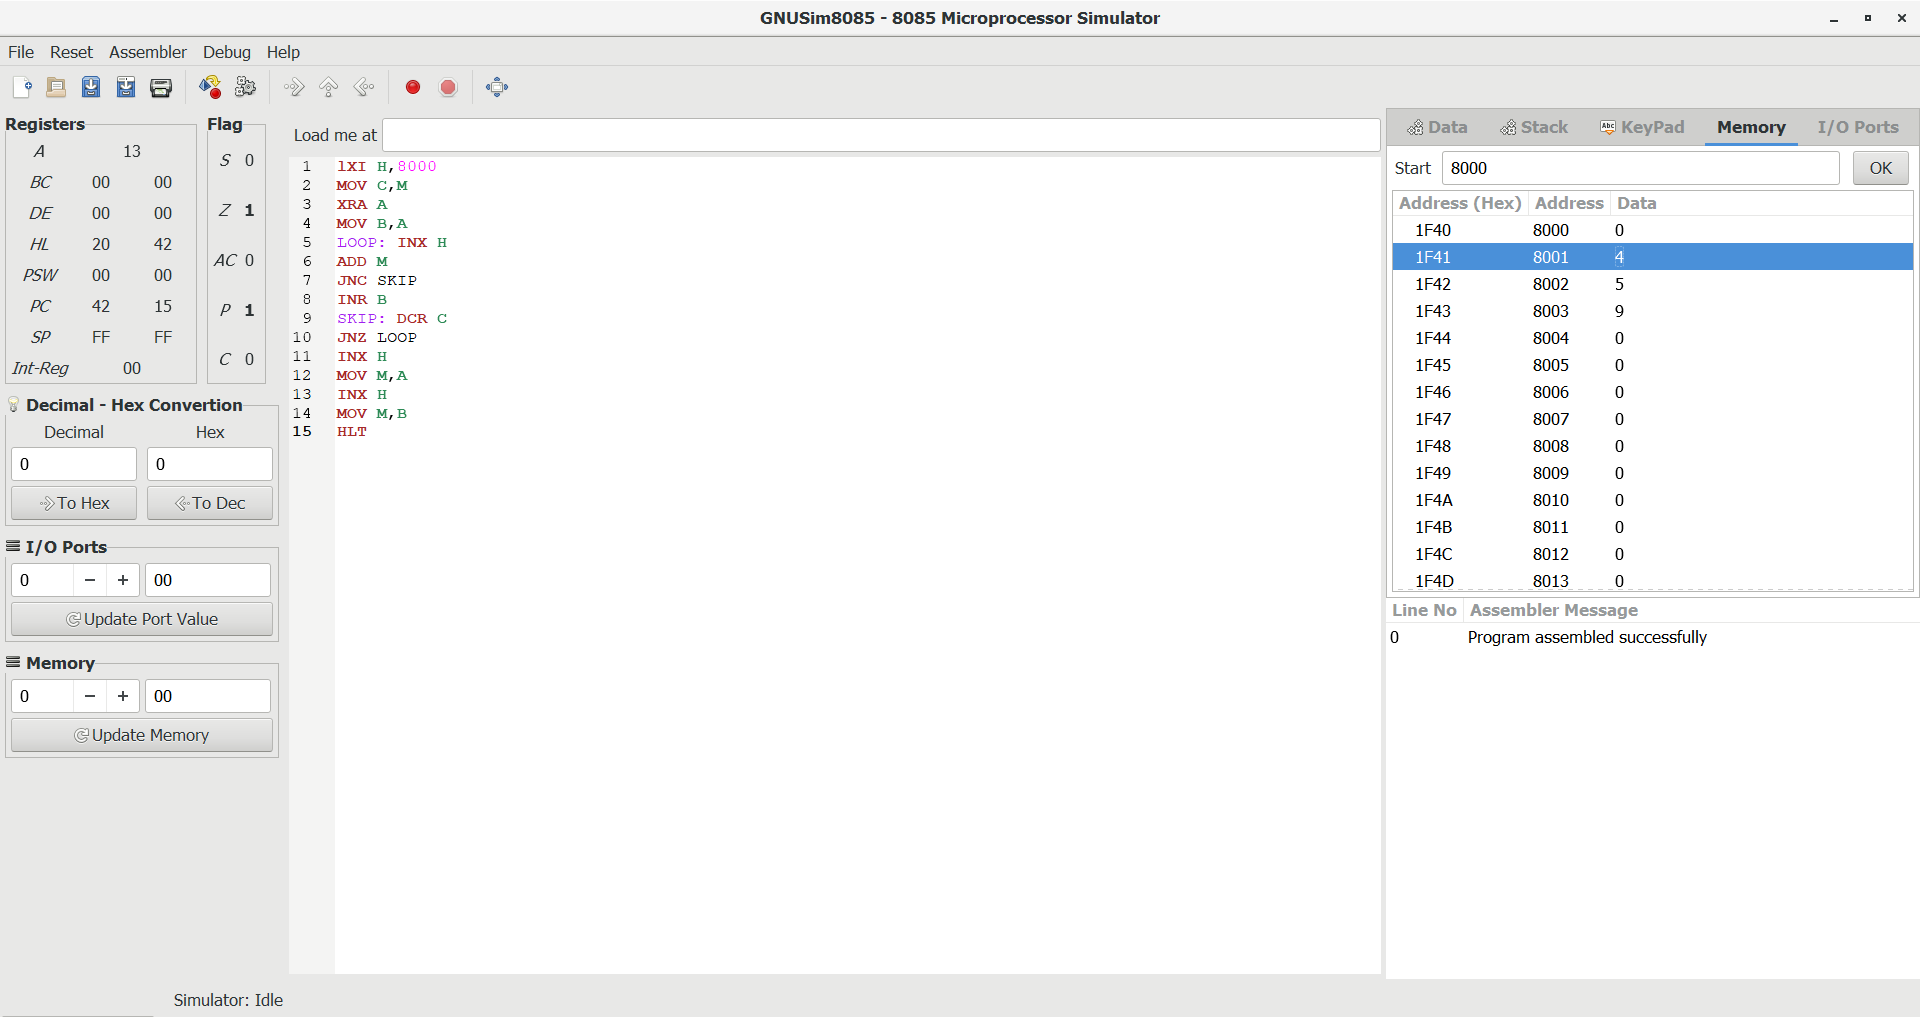 GNUSim8085 - 8085 Microprocessor Simulator
File Reset Assembler Debug Help
Registers
A 13
BC 00 00
DE 00 00
HL 20 42
PSW 00 00
PC 42 15
SP FF FF
Int-Reg 00
Flag
S 0
Z 1
AC 0
P 1
C 0
Decimal - Hex Convertion
Decimal Hex
0 0
To Hex To Dec
I/O Ports
0 − + 00
Update Port Value
Memory
0 − + 00
Update Memory
Load me at
1 lXI H,8000
2 MOV C,M
3 XRA A
4 MOV B,A
5 LOOP: INX H
6 ADD M
7 JNC SKIP
8 INR B
9 SKIP: DCR C
10 JNZ LOOP
11 INX H
12 MOV M,A
13 INX H
14 MOV M,B
15 HLT
Data Stack Abc KeyPad Memory I/O Ports
Start 8000 OK
Address (Hex) Address Data
1F40 8000 0
1F41 8001 4
1F42 8002 5
1F43 8003 9
1F44 8004 0
1F45 8005 0
1F46 8006 0
1F47 8007 0
1F48 8008 0
1F49 8009 0
1F4A 8010 0
1F4B 8011 0
1F4C 8012 0
1F4D 8013 0
Line No Assembler Message
0 Program assembled successfully
Simulator: Idle